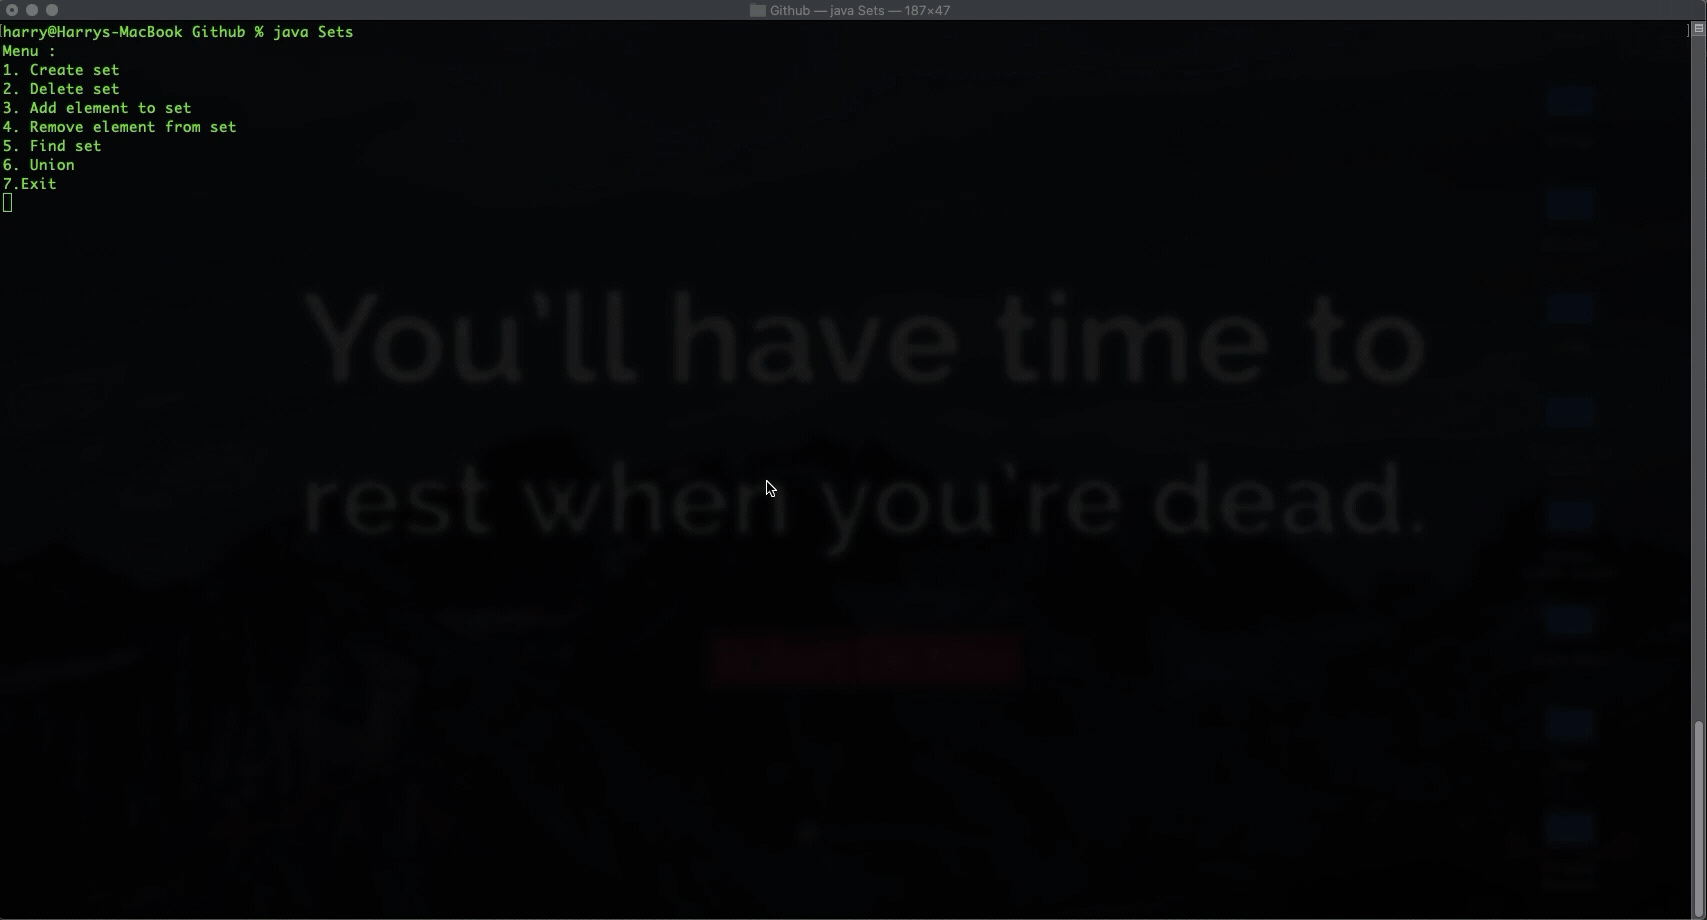 Github — java Sets — 187×47
[harry@Harrys-MacBook Github % java Sets ]
Menu :
1. Create set
2. Delete set
3. Add element to set
4. Remove element from set
5. Find set
6. Union
7.Exit
You'll have time to
rest when you're dead.